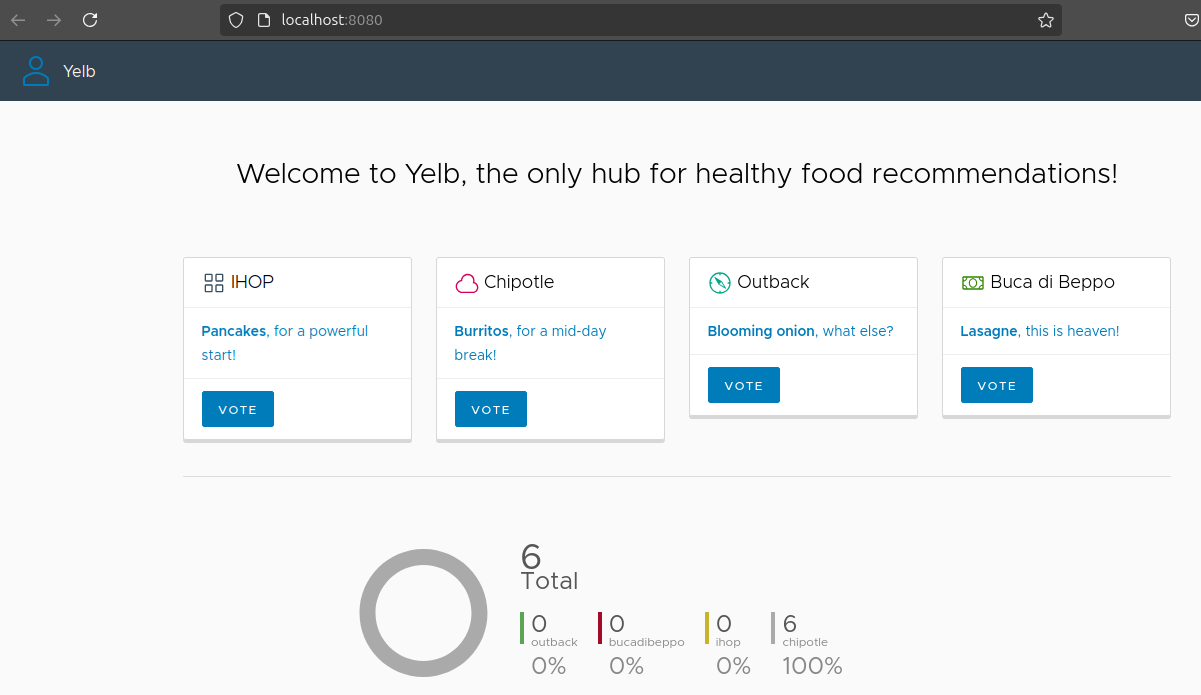 localhost:8080
Yelb
Welcome to Yelb, the only hub for healthy food recommendations!
IHOP
Pancakes, for a powerful
start!
VOTE
Chipotle
Burritos, for a mid-day
break!
VOTE
Outback
Blooming onion, what else?
VOTE
Buca di Beppo
Lasagne, this is heaven!
VOTE
6
Total
0
outback
0%
0
bucadibeppo
0%
0
ihop
0%
6
chipotle
100%